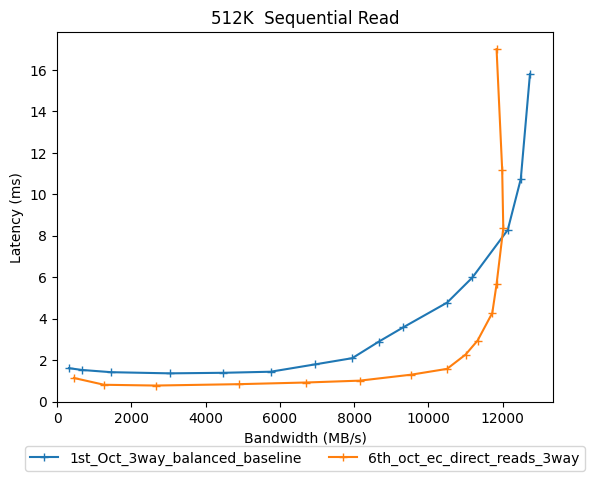 512K  Sequential Read
Latency (ms)
16
14
12
10
8
6
4
2
0
0 2000 4000 6000 8000 10000 12000
Bandwidth (MB/s)
1st_Oct_3way_balanced_baseline 6th_oct_ec_direct_reads_3way